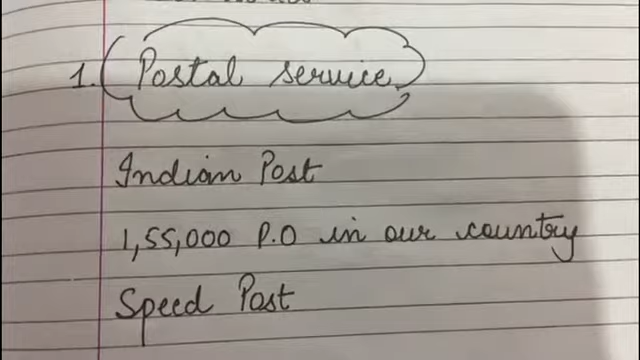 1. Postal service
Indian Post
1,55,000 P.O in our country
Speed Post